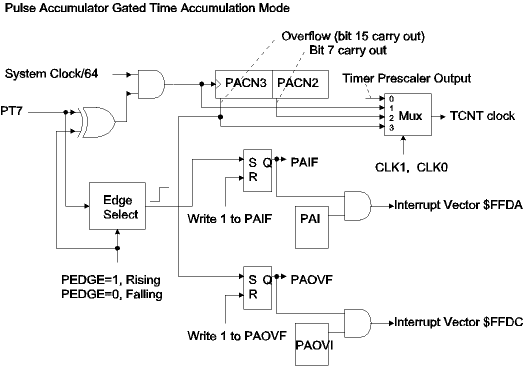 Pulse Accumulator Gated Time Accumulation Mode
Overflow (bit 15 carry out)
Bit 7 carry out
System Clock/64
PACN3
PACN2
Timer Prescaler Output
PT7
0
1
2
3
Mux
TCNT clock
CLK1, CLK0
S Q
R
PAIF
Edge
Select
Write 1 to PAIF
PAI
Interrupt Vector $FFDA
PEDGE=1, Rising
PEDGE=0, Falling
S Q
R
PAOVF
Write 1 to PAOVF
PAOVI
Interrupt Vector $FFDC